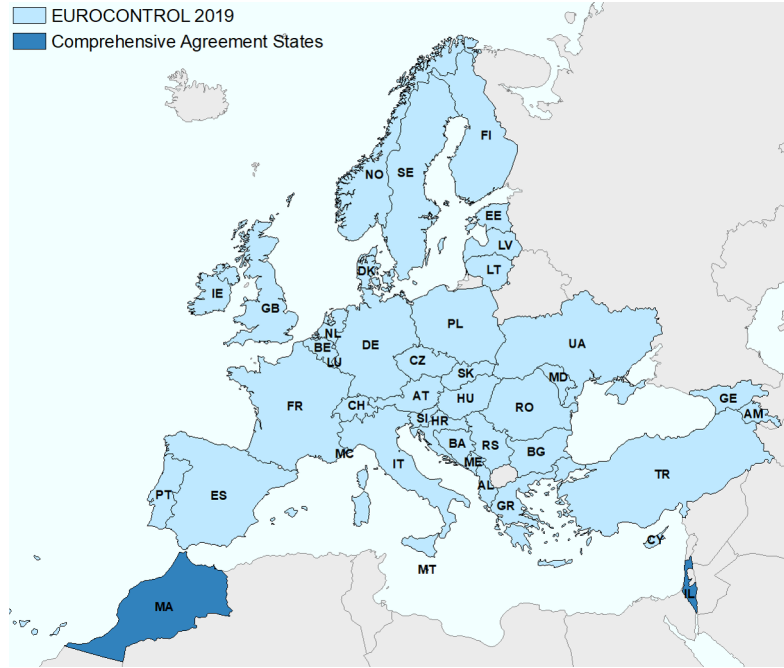 EUROCONTROL 2019
Comprehensive Agreement States
FI
NO
SE
EE
LV
LT
DK
IE
GB
NL
BE
LU
DE
PL
UA
CZ
SK
MD
FR
CH
AT
HU
RO
GE
AM
SI
HR
BA
RS
BG
MC
IT
ME
AL
GR
TR
PT
ES
CY
MT
MA
IL